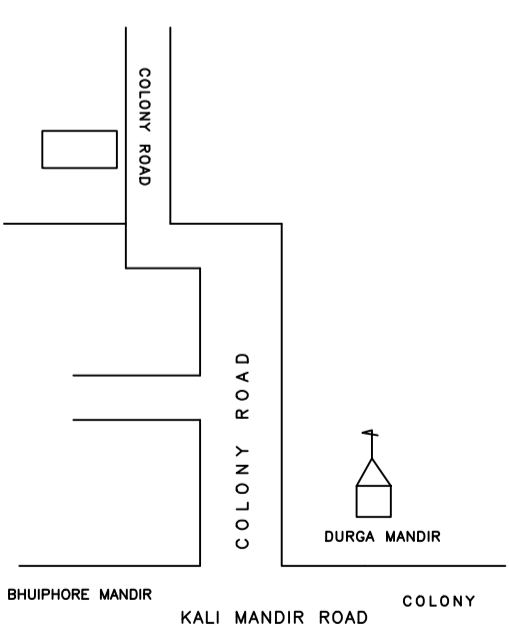 COLONY ROAD
COLONY ROAD
DURGA MANDIR
BHUIPHORE MANDIR
COLONY
KALI MANDIR ROAD